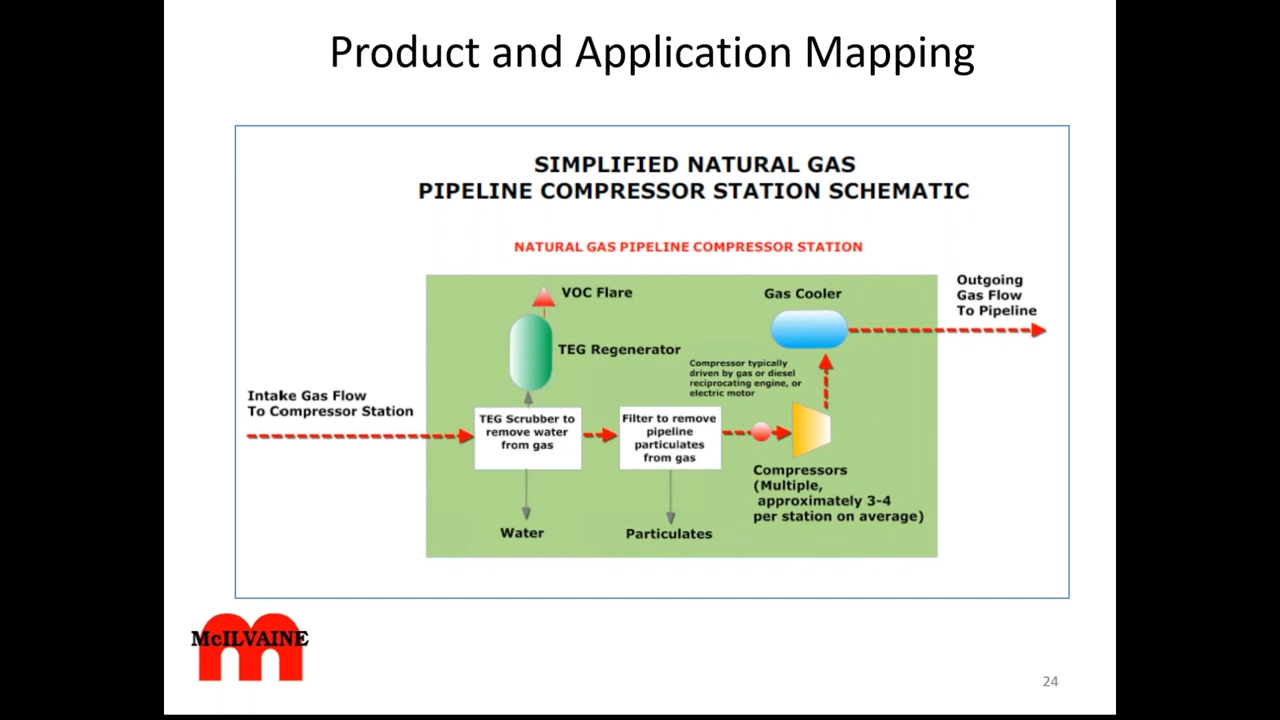 Product and Application Mapping
SIMPLIFIED NATURAL GAS
PIPELINE COMPRESSOR STATION SCHEMATIC
NATURAL GAS PIPELINE COMPRESSOR STATION
VOC Flare
TEG Regenerator
Gas Cooler
Outgoing
Gas Flow
To Pipeline
Compressor typically
driven by gas or diesel
reciprocating engine, or
electric motor
Intake Gas Flow
To Compressor Station
TEG Scrubber to
remove water
from gas
Filter to remove
pipeline
particulates
from gas
Compressors
(Multiple,
approximately 3-4
per station on average)
Water
Particulates
McILVAINE
24